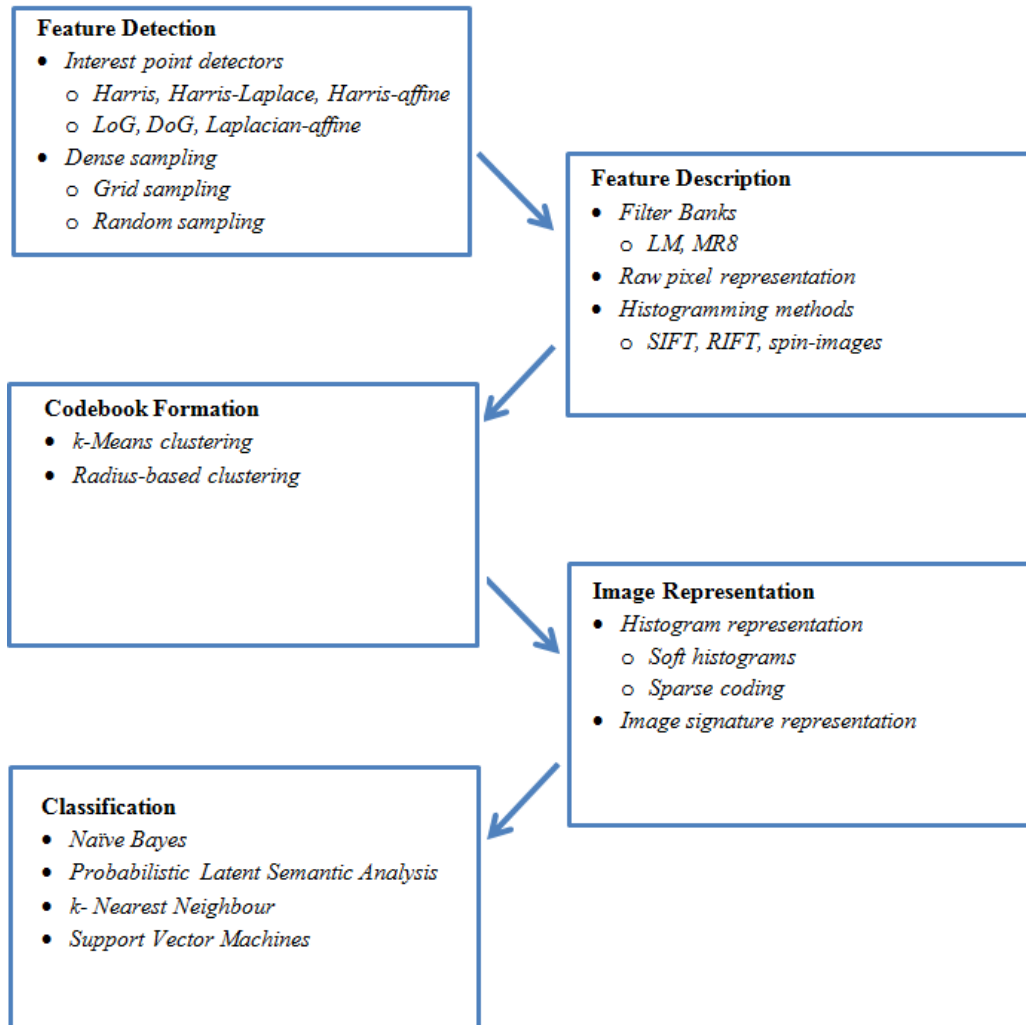 Feature Detection
• Interest point detectors
o Harris, Harris-Laplace, Harris-affine
o LoG, DoG, Laplacian-affine
• Dense sampling
o Grid sampling
o Random sampling
Feature Description
• Filter Banks
o LM, MR8
• Raw pixel representation
• Histogramming methods
o SIFT, RIFT, spin-images
Codebook Formation
• k-Means clustering
• Radius-based clustering
Image Representation
• Histogram representation
o Soft histograms
o Sparse coding
• Image signature representation
Classification
• Naïve Bayes
• Probabilistic Latent Semantic Analysis
• k- Nearest Neighbour
• Support Vector Machines